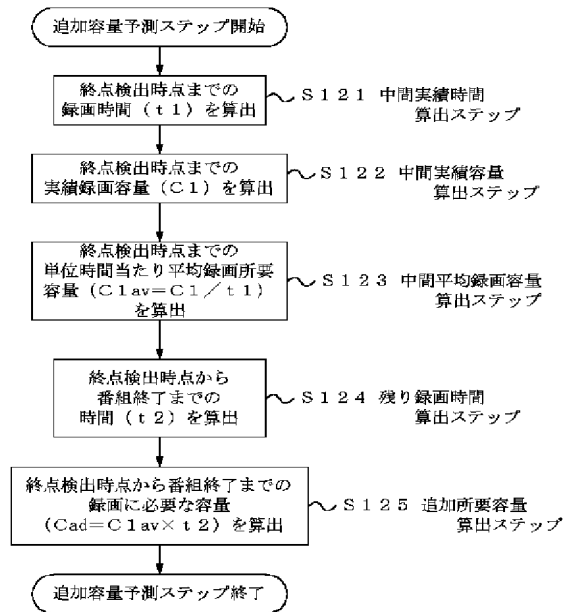 追加容量予測ステップ開始
終点検出時点までの
録画時間（ｔ１）を算出
Ｓ１２１ 中間実績時間
算出ステップ
終点検出時点までの
実績録画容量（Ｃ１）を算出
Ｓ１２２ 中間実績容量
算出ステップ
終点検出時点までの
単位時間当たり平均録画所要
容量（Ｃ１av＝Ｃ１／ｔ１）
を算出
Ｓ１２３ 中間平均録画容量
算出ステップ
終点検出時点から
番組終了までの
時間（ｔ２）を算出
Ｓ１２４ 残り録画時間
算出ステップ
終点検出時点から番組終了までの
録画に必要な容量
（Cad＝Ｃ１av×ｔ２）を算出
Ｓ１２５ 追加所要容量
算出ステップ
追加容量予測ステップ終了